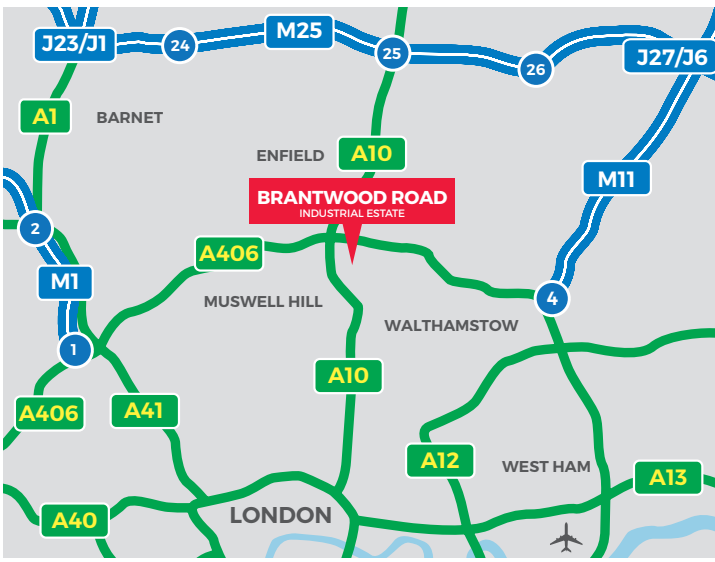 J23/J1
24
M25
25
26
J27/J6
A1
BARNET
ENFIELD
A10
M11
BRANTWOOD ROAD
INDUSTRIAL ESTATE
2
A406
M1
MUSWELL HILL
4
WALTHAMSTOW
1
A10
A406
A41
A12
WEST HAM
A13
A40
LONDON